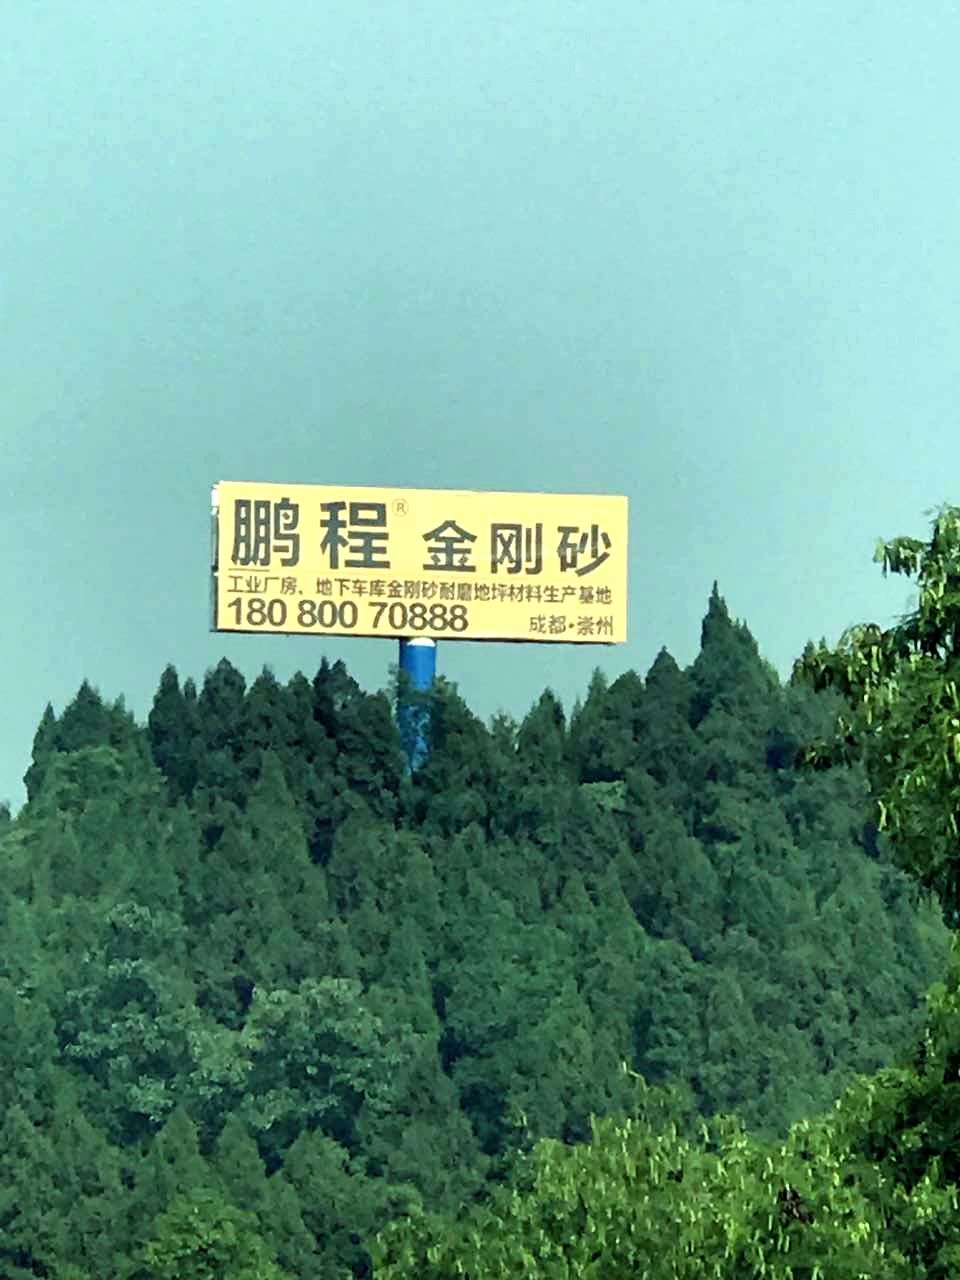 鹏程® 金刚砂
工业厂房、地下车库金刚砂耐磨地坪材料生产基地
180 800 70888 成都·崇州